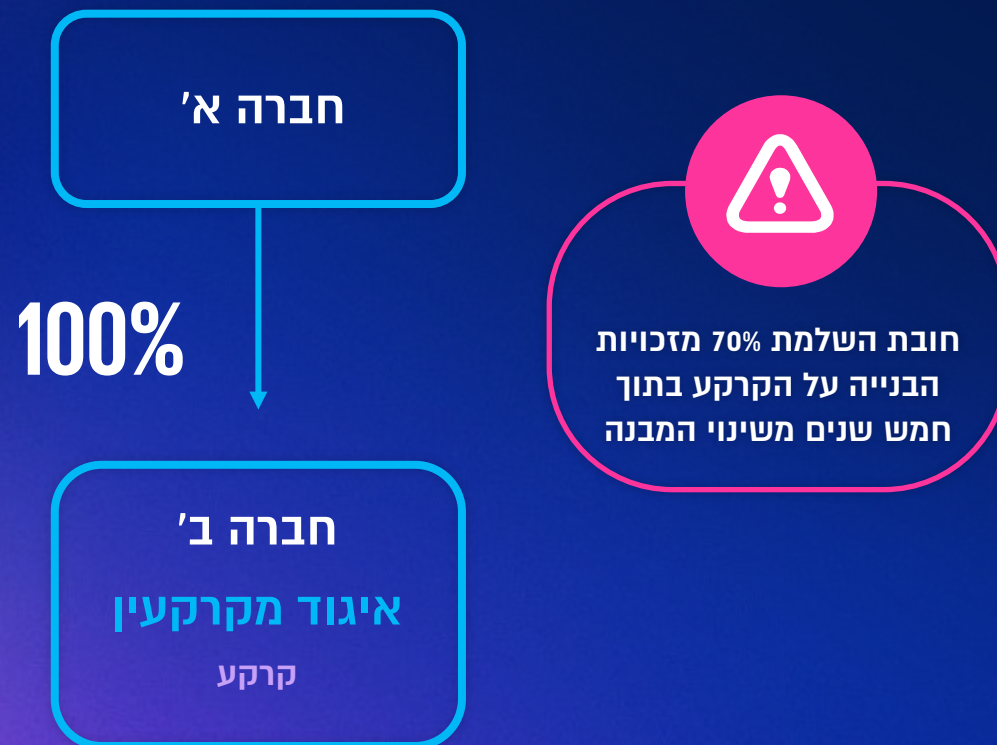 חברה א'
100%
חברה ב'
איגוד מקרקעין
קרקע
חובת השלמת 70% מזכויות
הבנייה על הקרקע בתוך
חמש שנים משינוי המבנה